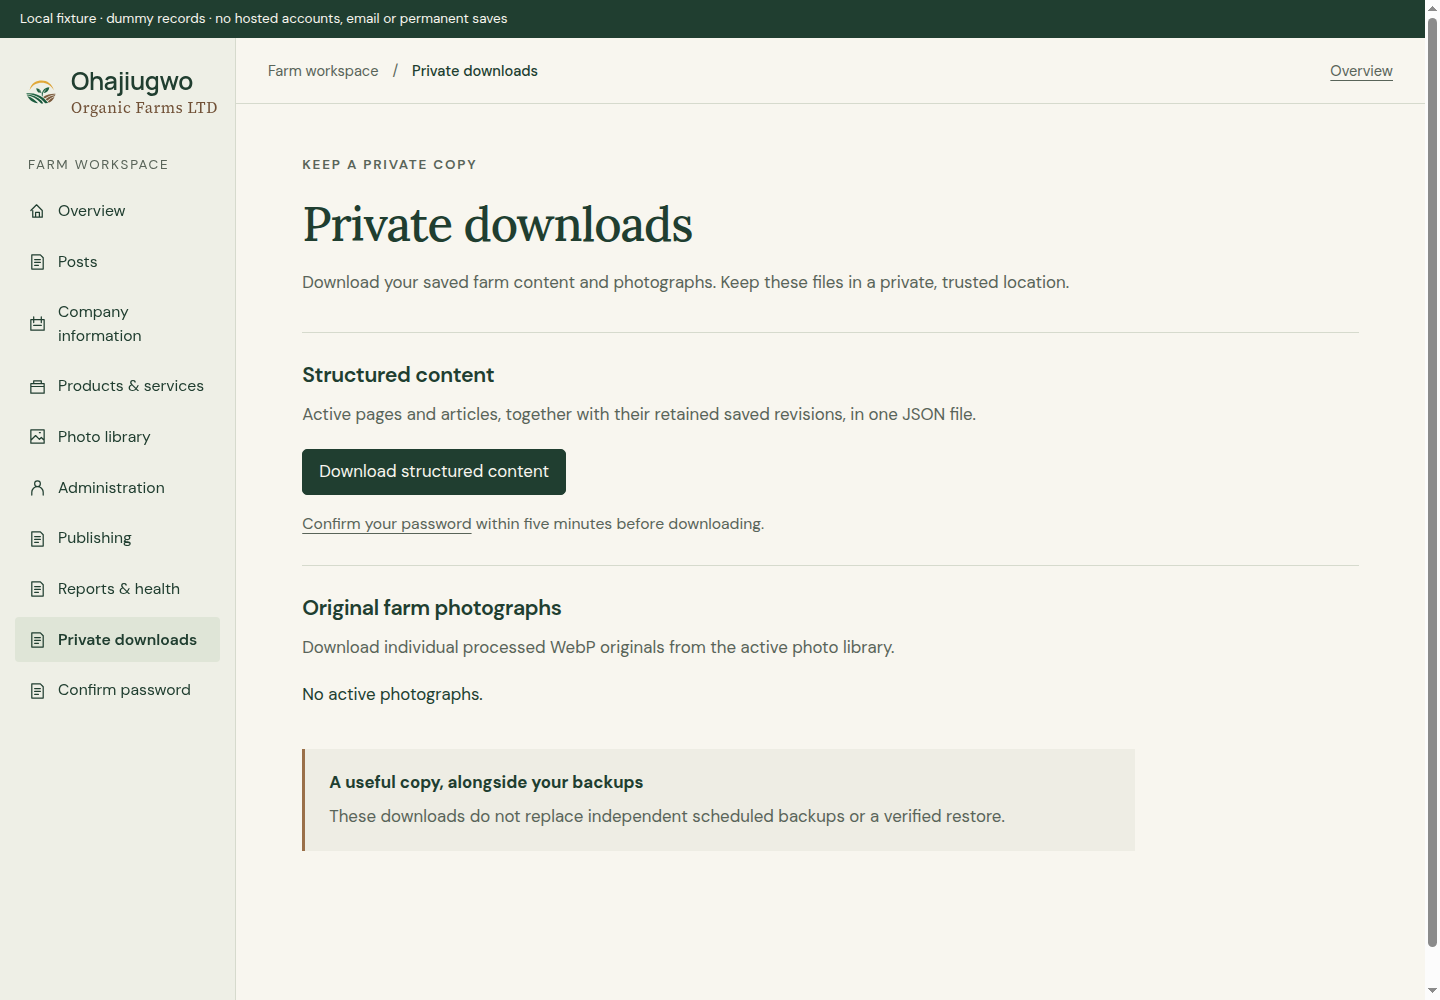 Local fixture · dummy records · no hosted accounts, email or permanent saves
Ohajiugwo
Organic Farms LTD
FARM WORKSPACE
Overview
Posts
Company
information
Products & services
Photo library
Administration
Publishing
Reports & health
Private downloads
Confirm password
Farm workspace / Private downloads
Overview
KEEP A PRIVATE COPY
Private downloads
Download your saved farm content and photographs. Keep these files in a private, trusted location.
Structured content
Active pages and articles, together with their retained saved revisions, in one JSON file.
Download structured content
Confirm your password within five minutes before downloading.
Original farm photographs
Download individual processed WebP originals from the active photo library.
No active photographs.
A useful copy, alongside your backups
These downloads do not replace independent scheduled backups or a verified restore.